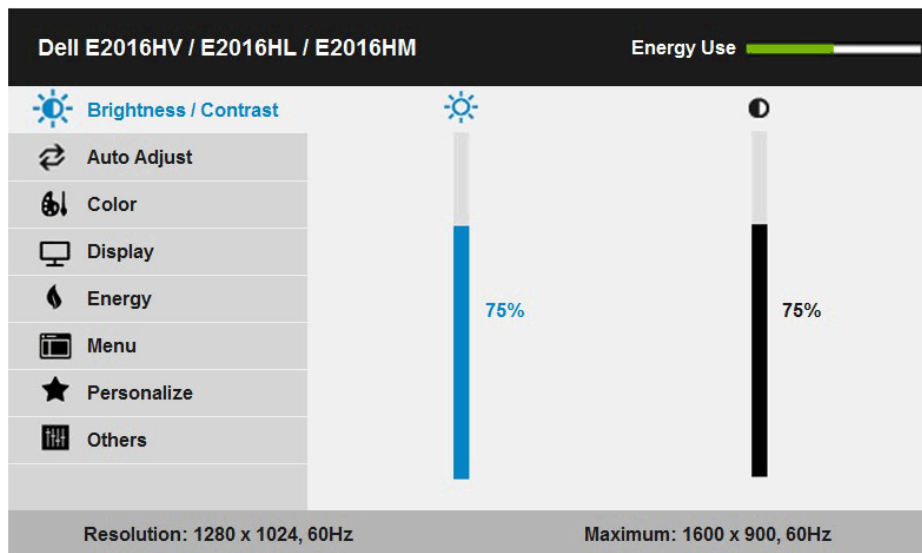 Dell E2016HV / E2016HL / E2016HM
Energy Use
Brightness / Contrast
Auto Adjust
Color
Display
Energy
Menu
Personalize
Others
75%
75%
Resolution: 1280 x 1024, 60Hz
Maximum: 1600 x 900, 60Hz